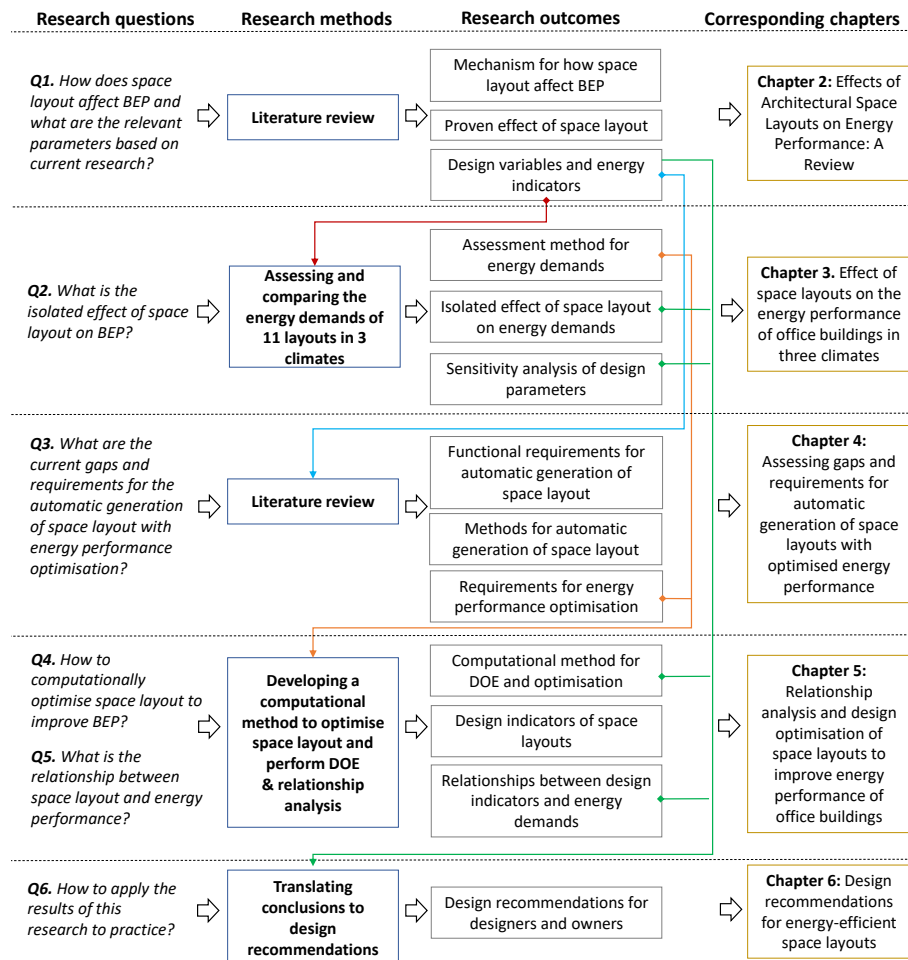 Research questions
Research methods
Research outcomes
Corresponding chapters
Q1. How does space
layout affect BEP and
what are the relevant
parameters based on
current research?
Literature review
Mechanism for how space
layout affect BEP
Proven effect of space layout
Design variables and energy
indicators
Chapter 2: Effects of
Architectural Space
Layouts on Energy
Performance: A
Review
Q2. What is the
isolated effect of space
layout on BEP?
Assessing and
comparing the
energy demands of
11 layouts in 3
climates
Assessment method for
energy demands
Isolated effect of space layout
on energy demands
Sensitivity analysis of design
parameters
Chapter 3. Effect of
space layouts on the
energy performance
of office buildings in
three climates
Q3. What are the
current gaps and
requirements for the
automatic generation
of space layout with
energy performance
optimisation?
Literature review
Functional requirements for
automatic generation of
space layout
Methods for automatic
generation of space layout
Requirements for energy
performance optimisation
Chapter 4:
Assessing gaps and
requirements for
automatic
generation of space
layouts with
optimised energy
performance
Q4. How to
computationally
optimise space layout to
improve BEP?
Q5. What is the
relationship between
space layout and energy
performance?
Developing a
computational
method to optimise
space layout and
perform DOE
& relationship
analysis
Computational method for
DOE and optimisation
Design indicators of space
layouts
Relationships between design
indicators and energy
demands
Chapter 5:
Relationship
analysis and design
optimisation of
space layouts to
improve energy
performance of
office buildings
Q6. How to apply the
results of this
research to practice?
Translating
conclusions to
design
recommendations
Design recommendations for
designers and owners
Chapter 6: Design
recommendations
for energy-efficient
space layouts